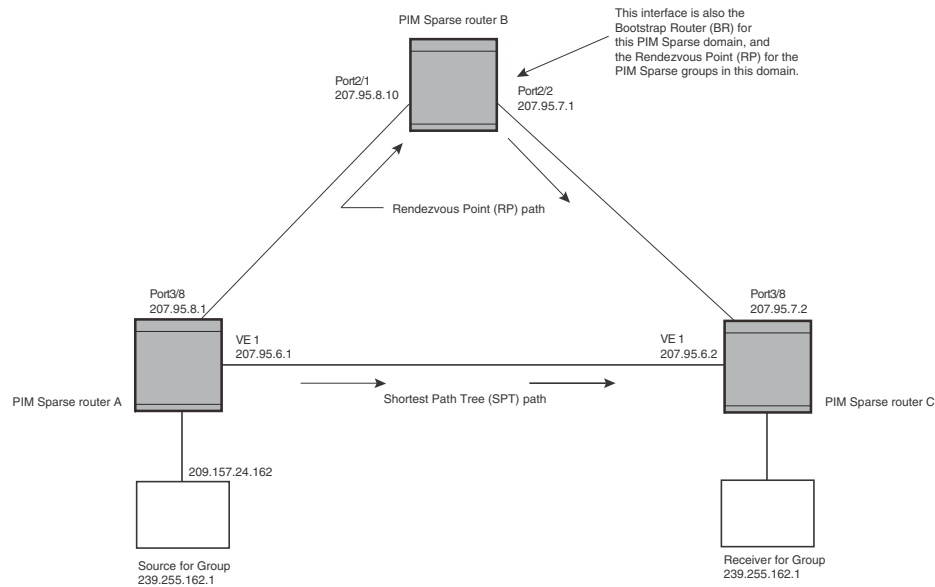 PIM Sparse router B
This interface is also the
Bootstrap Router (BR) for
this PIM Sparse domain, and
the Rendezvous Point (RP) for the
PIM Sparse groups in this domain.
Port2/1
207.95.8.10
Port2/2
207.95.7.1
Rendezvous Point (RP) path
Port3/8
207.95.8.1
Port3/8
207.95.7.2
VE 1
207.95.6.1
VE 1
207.95.6.2
PIM Sparse router A
Shortest Path Tree (SPT) path
PIM Sparse router C
209.157.24.162
Source for Group
239.255.162.1
Receiver for Group
239.255.162.1